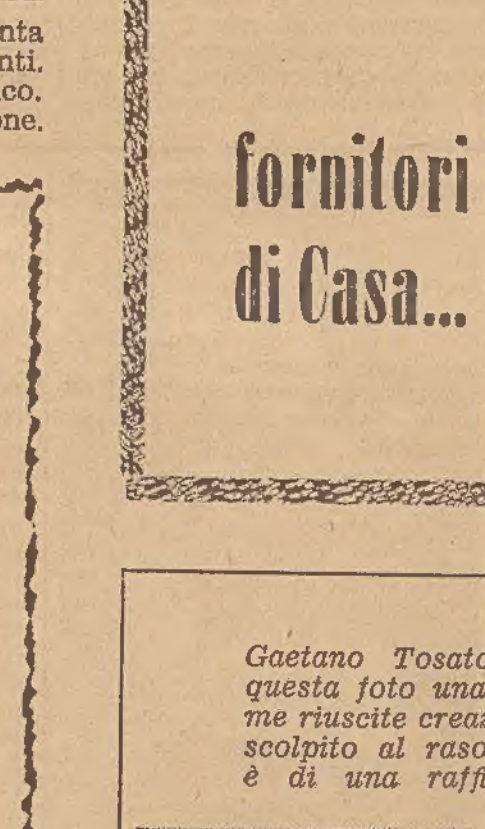 nta
nti.
co.
one.
fornitori
di Casa...
Gaetano Tosato
questa foto una
me riuscite creaz
scolpito al raso
è di una raffi